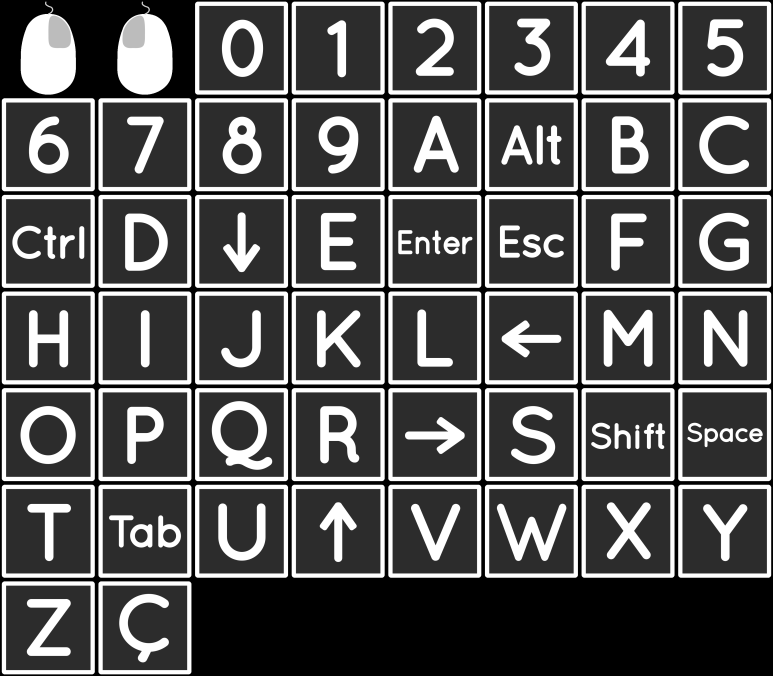 0 1 2 3 4 5
6 7 8 9 A Alt B C
Ctrl D ↓ E Enter Esc F G
H I J K L ← M N
O P Q R → S Shift Space
T Tab U ↑ V W X Y
Z Ç